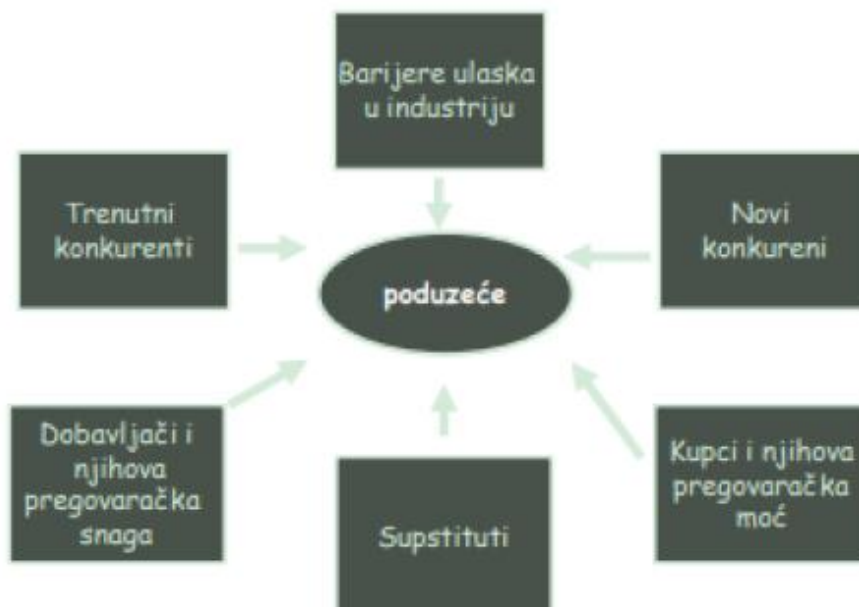 Barijere ulaska
u industriju
Trenutni
konkurenti
Novi
konkureni
poduzeće
Dobavljači i
njihova
pregovaračka
snaga
Supstituti
Kupci i njihova
pregovaračka
moć